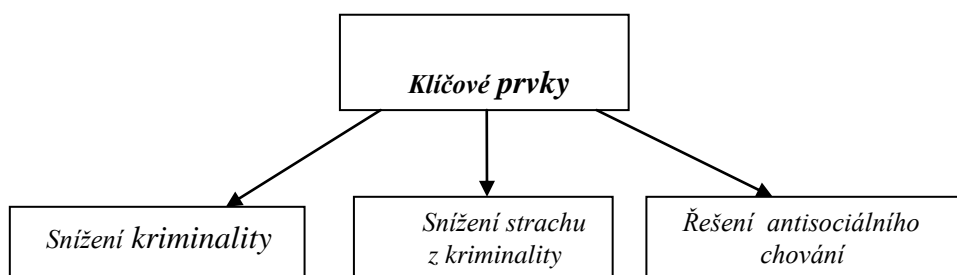 Klíčové prvky
Snížení kriminality
Snížení strachu
z kriminality
Řešení antisociálního
chování